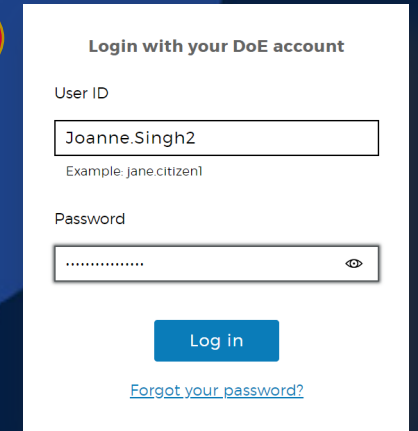 Login with your DoE account
User ID
Joanne.Singh2
Example: jane.citizen1
Password
................
Log in
Forgot your password?